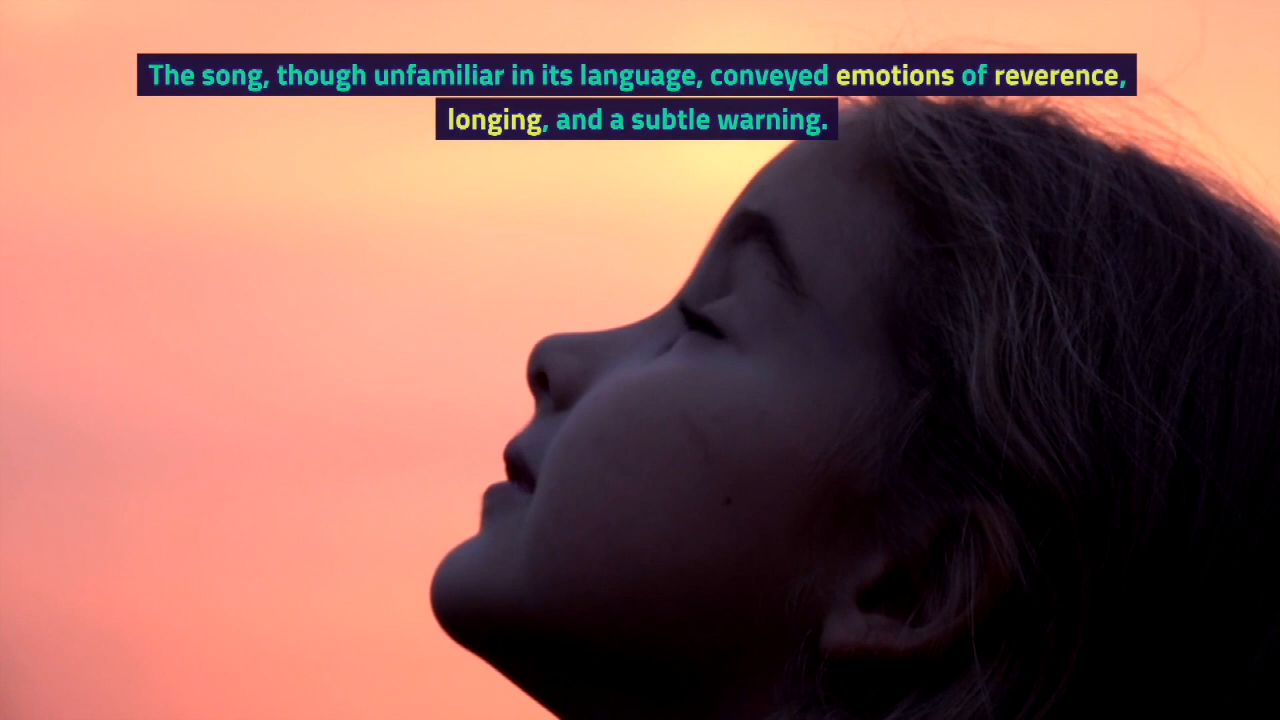 The song, though unfamiliar in its language, conveyed emotions of reverence,
longing, and a subtle warning.